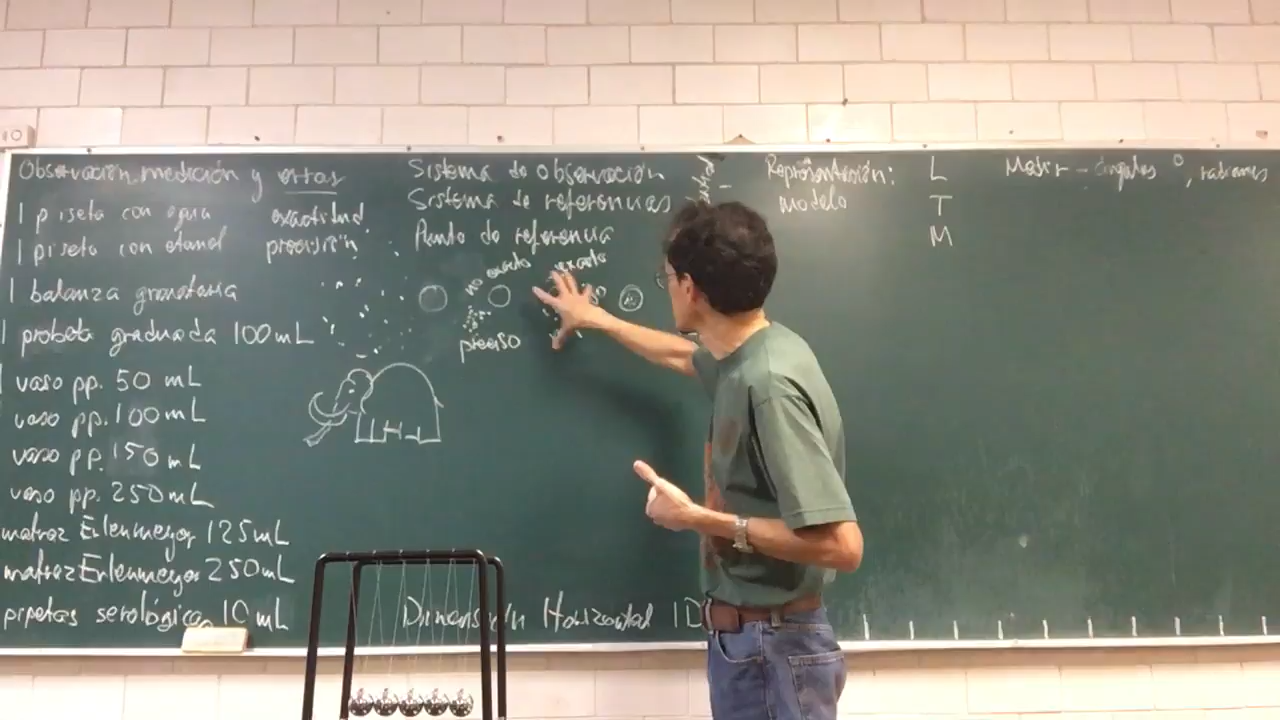 Observación, medición y error
1 piseta con agua exactitud
1 piseta con etanol precisión
1 balanza granataria
1 probeta graduada 100 mL
1 vaso pp. 50 mL
vaso pp. 100 mL
vaso pp. 150 mL
vaso pp. 250 mL
matraz Erlenmeyer 125 mL
matraz Erlenmeyer 250 mL
pipetas serológica 10 mL
Sistema de observación
Sistema de referencias
Punto de referencia
no exacto
exacto
preciso
Dimensión Horizontal 1D
Representación:
modelo
L
T
M
Medir - ángulos °, radianes